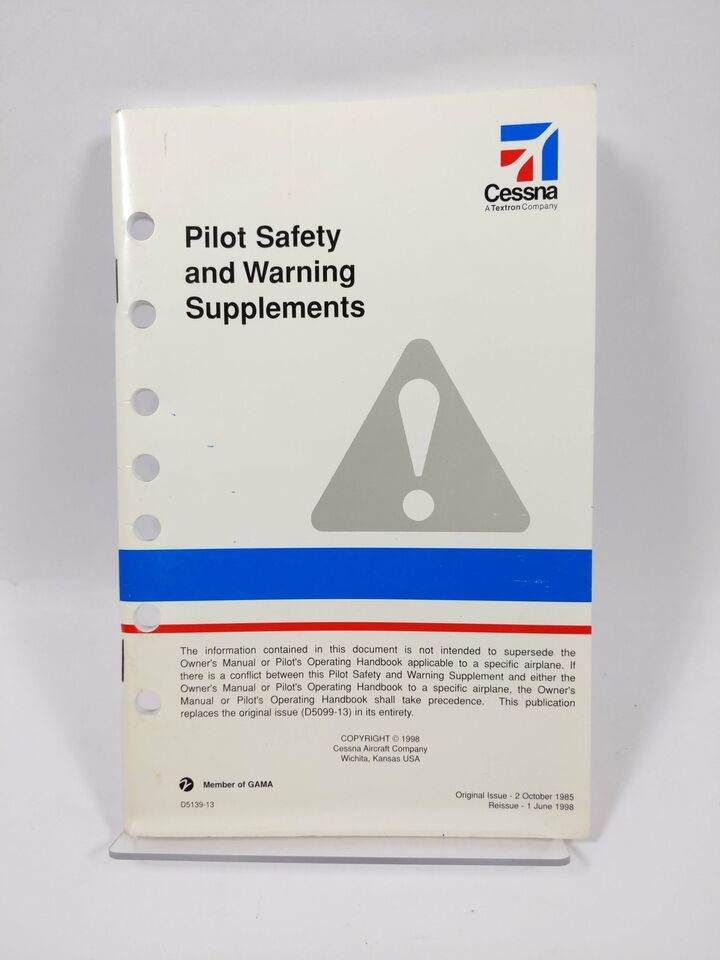 Cessna
A Textron Company
Pilot Safety
and Warning
Supplements
The information contained in this document is not intended to supersede the
Owner's Manual or Pilot's Operating Handbook applicable to a specific airplane. If
there is a conflict between this Pilot Safety and Warning Supplement and either the
Owner's Manual or Pilot's Operating Handbook to a specific airplane, the Owner's
Manual or Pilot's Operating Handbook shall take precedence. This publication
replaces the original issue (D5099-13) in its entirety.
COPYRIGHT © 1998
Cessna Aircraft Company
Wichita, Kansas USA
Member of GAMA
D5139-13
Original Issue - 2 October 1985
Reissue - 1 June 1998